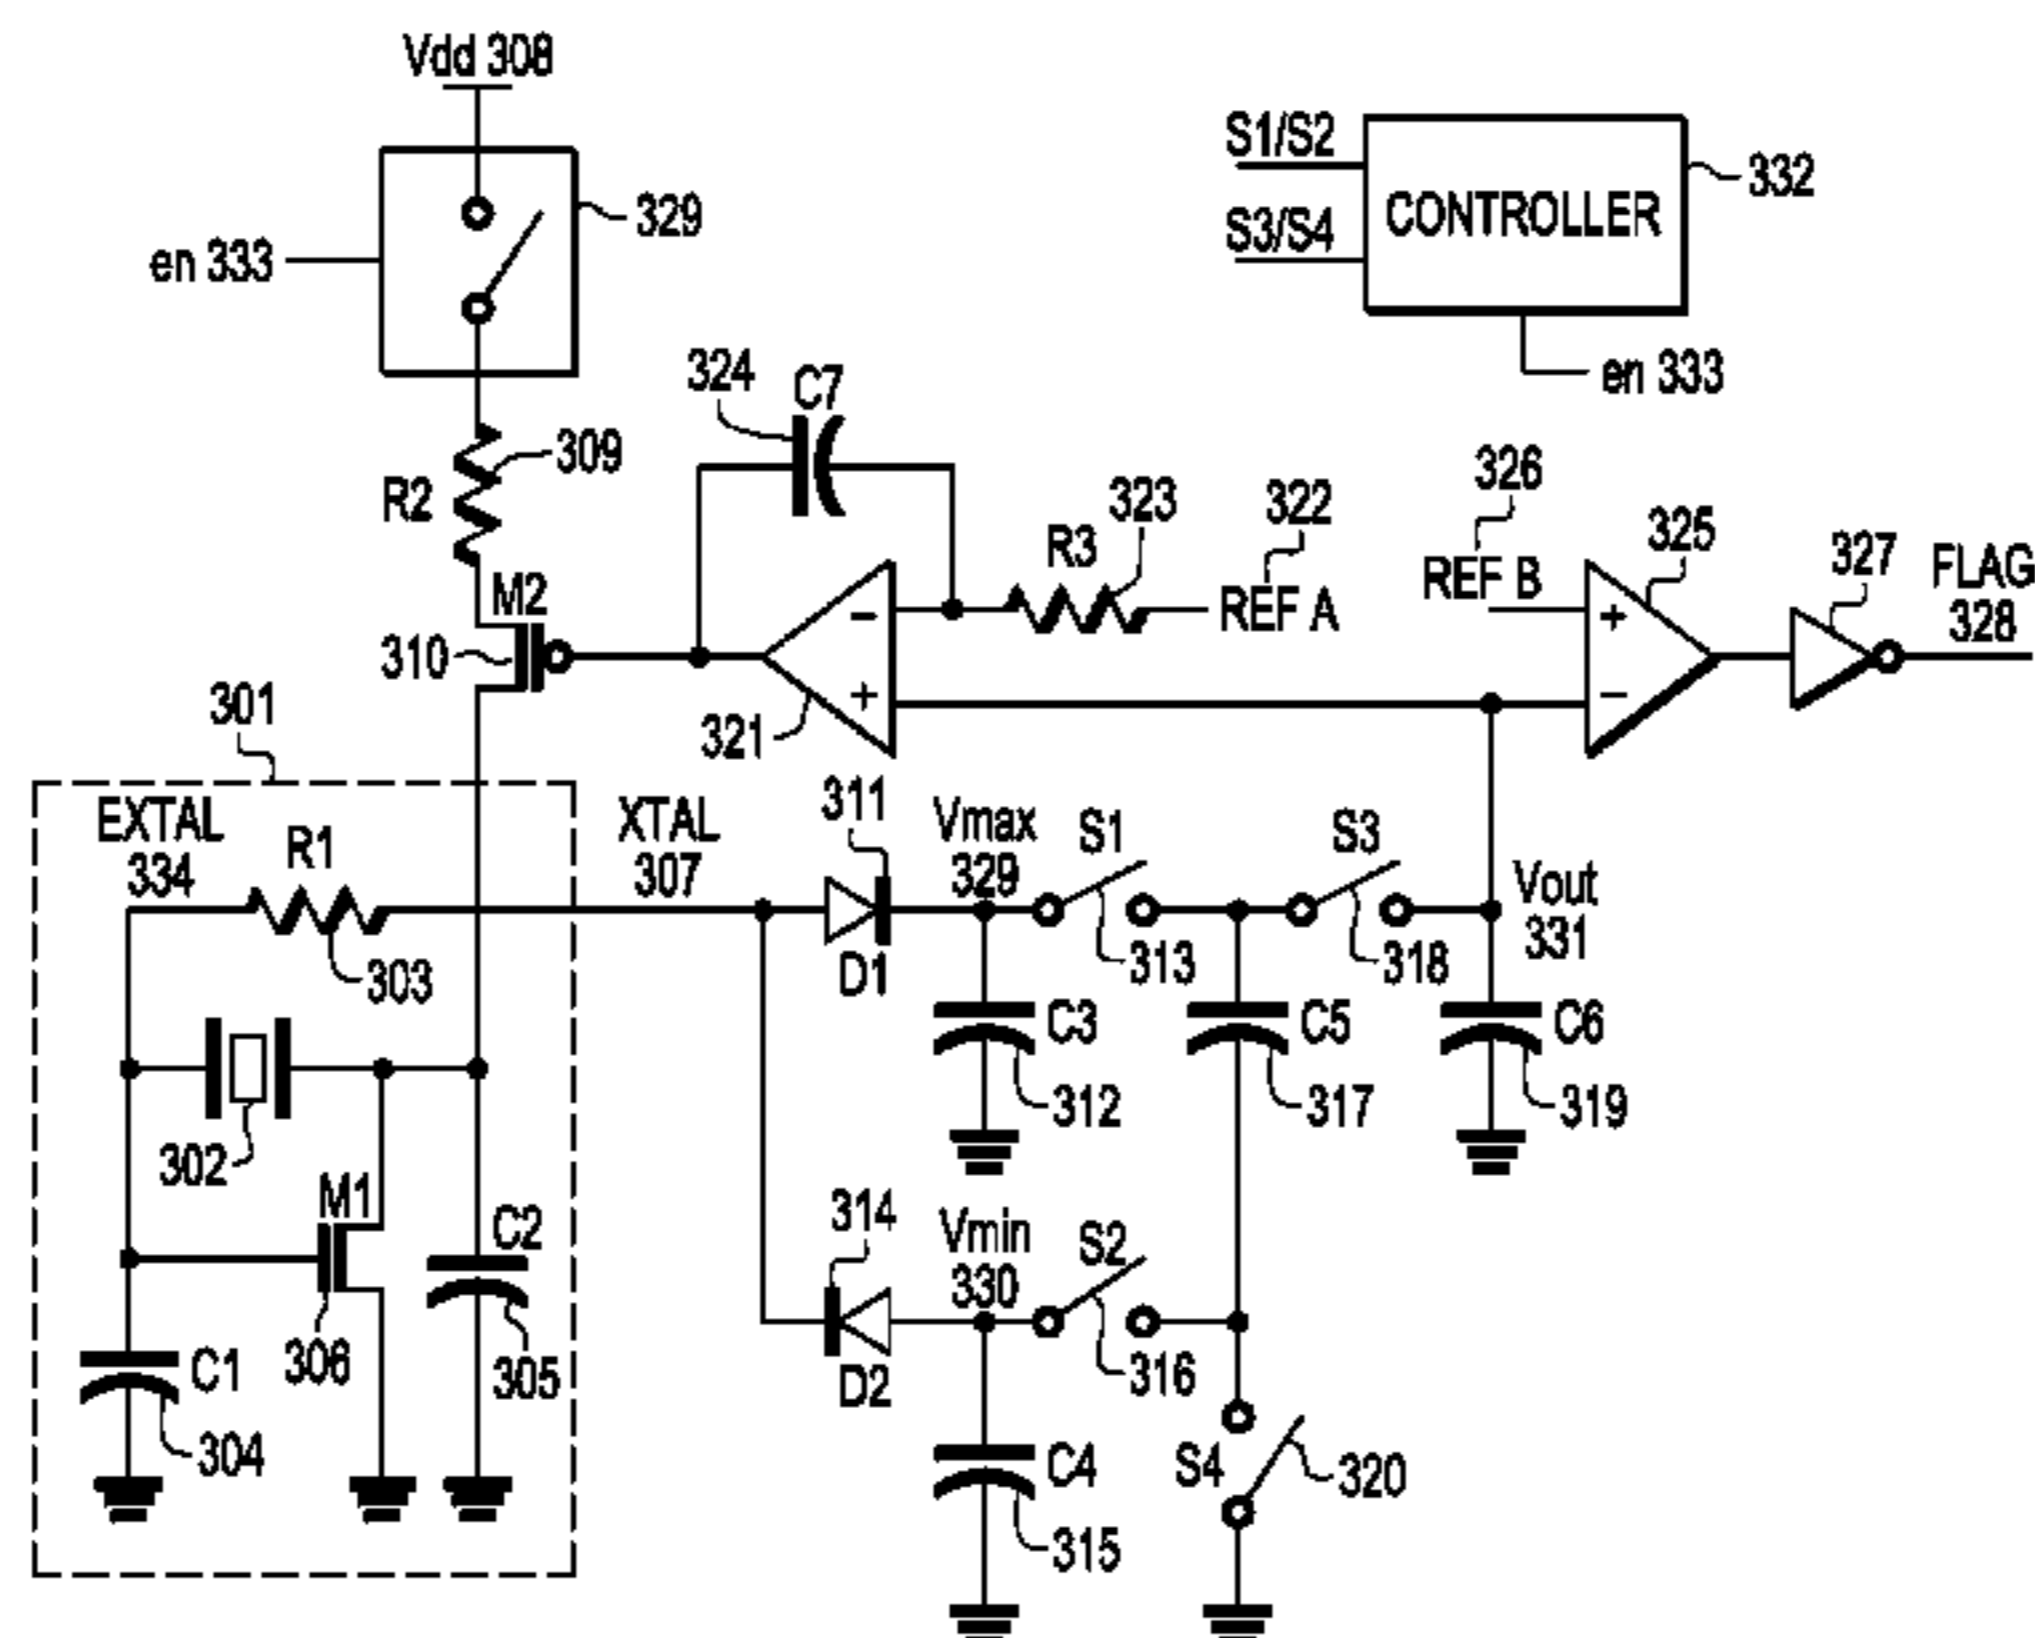 Vdd 308
329
en 333
S1/S2
S3/S4
CONTROLLER
332
en 333
324
C7
309
R2
M2
310
323
R3
322
REF A
326
REF B
325
327
FLAG
328
-
+
321
+
-
301
EXTAL
334
R1
303
XTAL
307
311
D1
Vmax
329
S1
313
S3
318
Vout
331
C3
312
C5
317
C6
319
302
M1
306
C2
305
C1
304
314
D2
Vmin
330
S2
316
C4
315
S4
320